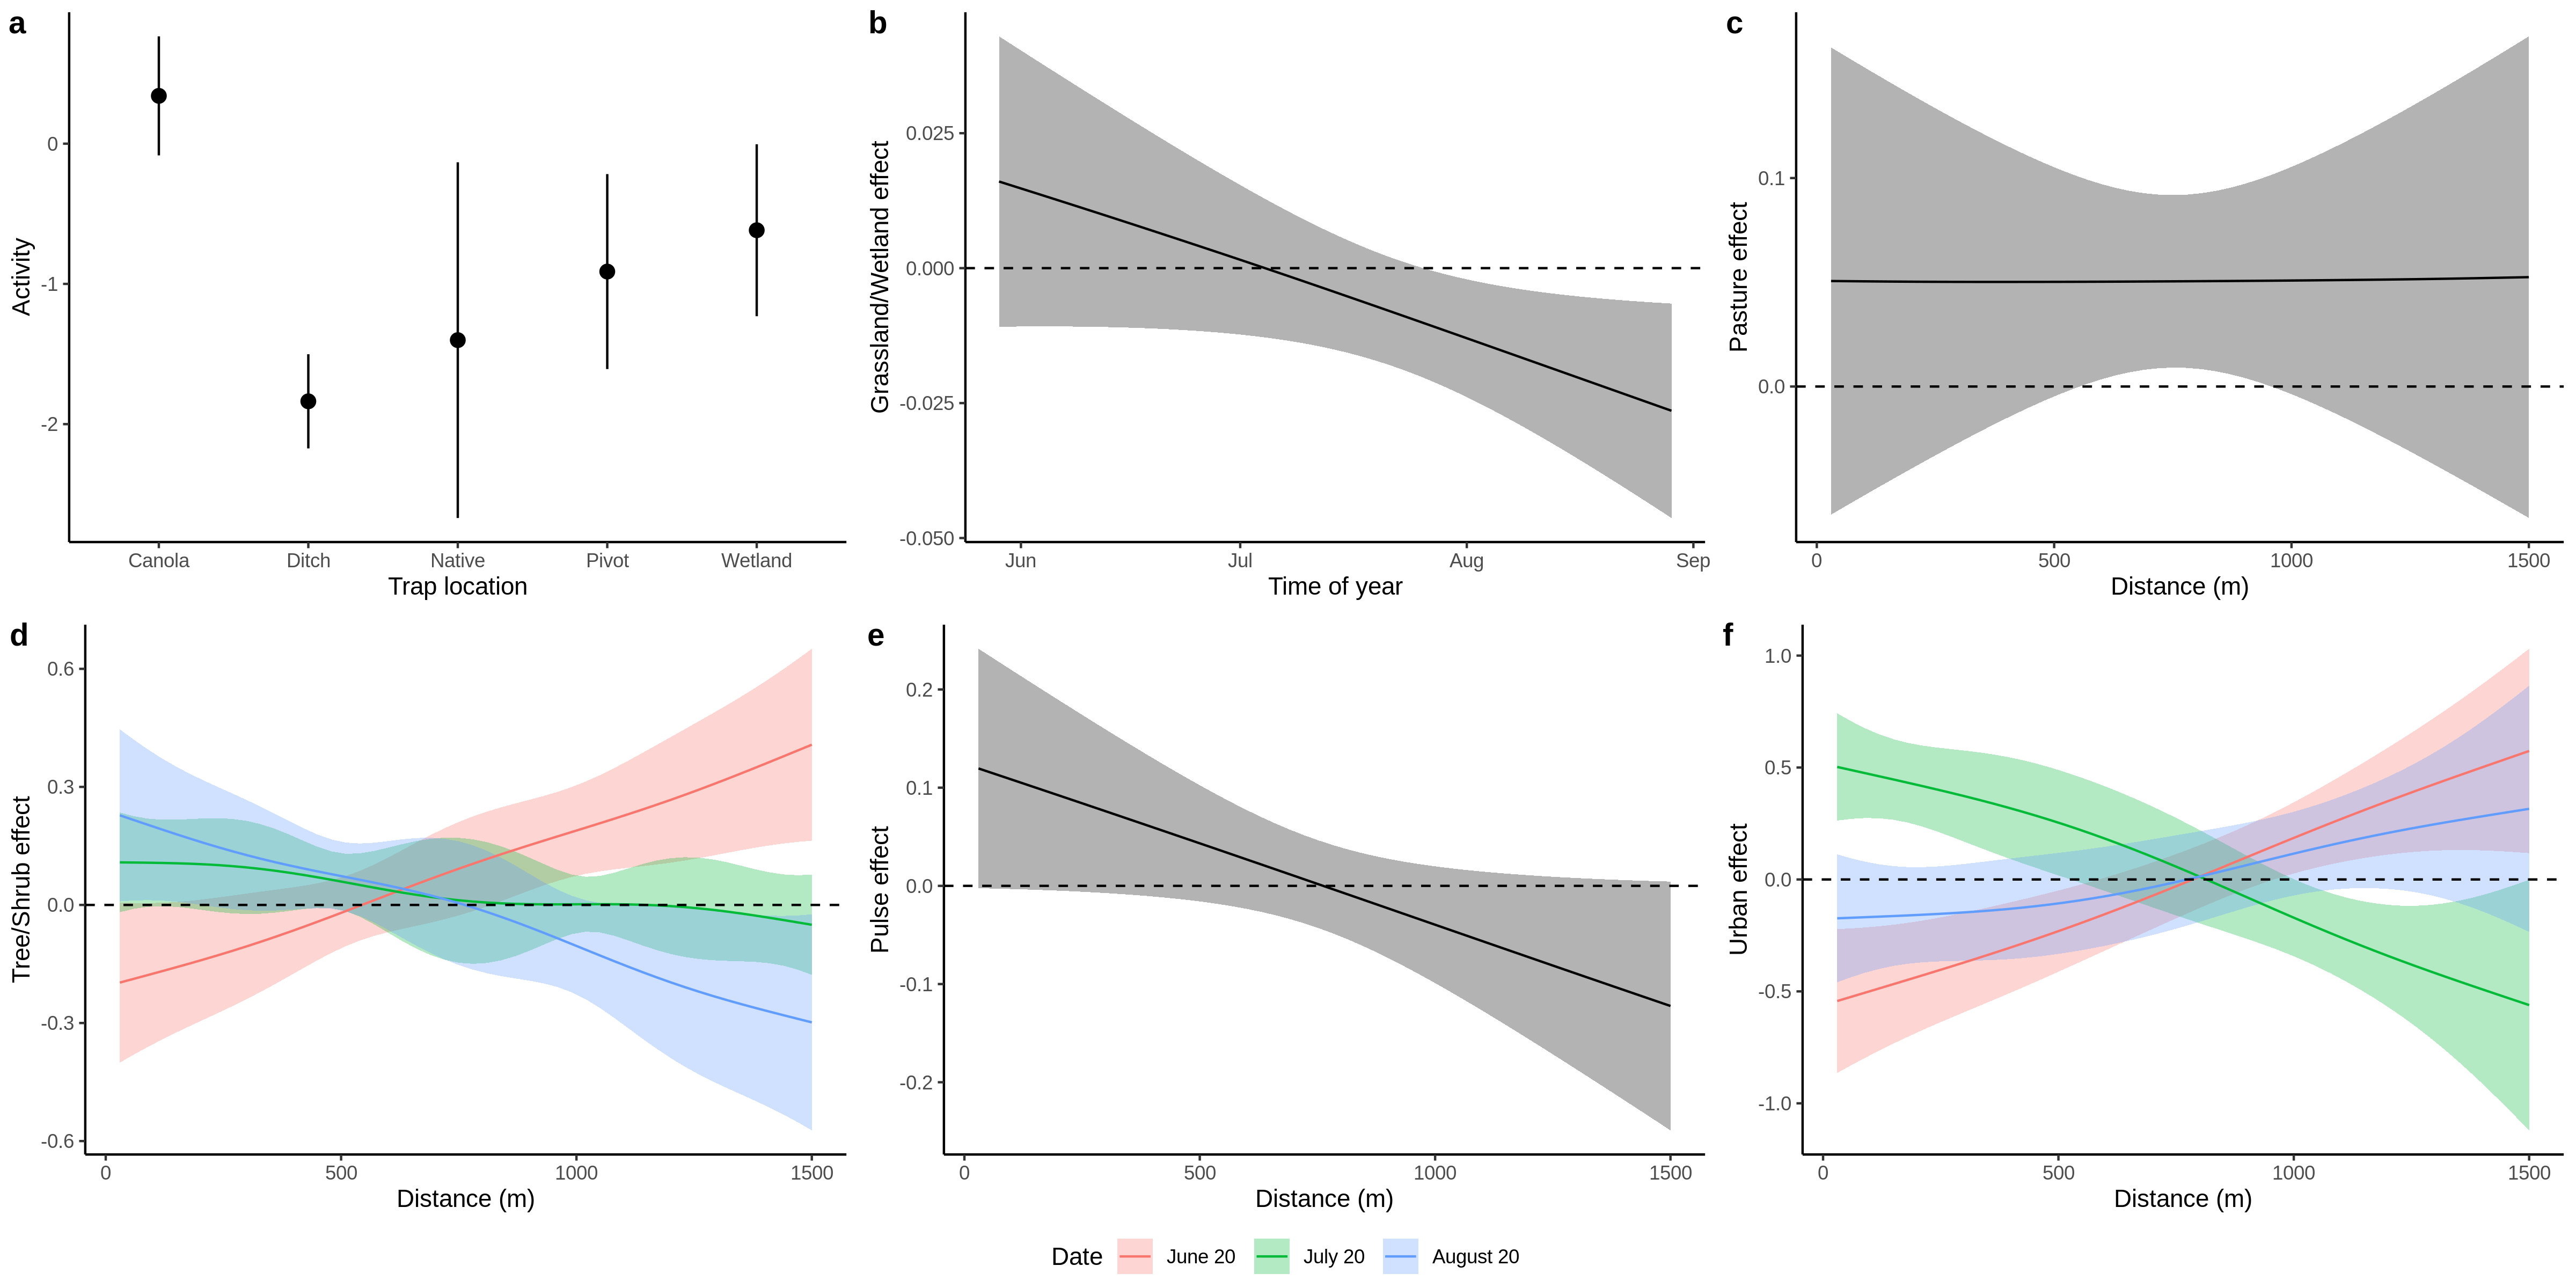 a
Activity
0
-1
-2
Canola Ditch Native Pivot Wetland
Trap location
b
Grassland/Wetland effect
0.025
0.000
-0.025
-0.050
Jun Jul Aug Sep
Time of year
c
Pasture effect
0.1
0.0
0 500 1000 1500
Distance (m)
d
Tree/Shrub effect
0.6
0.3
0.0
-0.3
-0.6
0 500 1000 1500
Distance (m)
e
Pulse effect
0.2
0.1
0.0
-0.1
-0.2
0 500 1000 1500
Distance (m)
f
Urban effect
1.0
0.5
0.0
-0.5
-1.0
0 500 1000 1500
Distance (m)
Date June 20 July 20 August 20